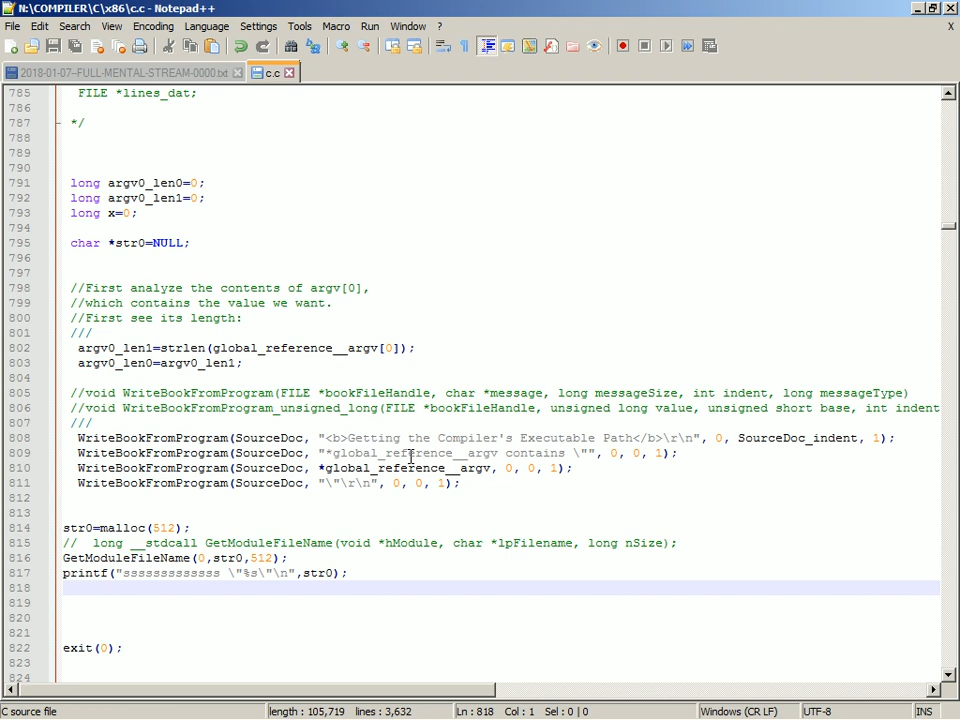 N:\COMPILER\C\x86\c.c - Notepad++
File Edit Search View Encoding Language Settings Tools Macro Run Window ? X
2018-01-07--FULL-MENTAL-STREAM-0000.txt c.c
785 FILE *lines_dat;
786
787 */
788
789
790
791 long argv0_len0=0;
792 long argv0_len1=0;
793 long x=0;
794
795 char *str0=NULL;
796
797
798 //First analyze the contents of argv[0],
799 //which contains the value we want.
800 //First see its length:
801 ///
802 argv0_len1=strlen(global_reference__argv[0]);
803 argv0_len0=argv0_len1;
804
805 //void WriteBookFromProgram(FILE *bookFileHandle, char *message, long messageSize, int indent, long messageType)
806 //void WriteBookFromProgram_unsigned_long(FILE *bookFileHandle, unsigned long value, unsigned short base, int indent
807 ///
808 WriteBookFromProgram(SourceDoc, "<b>Getting the Compiler's Executable Path</b>\r\n", 0, SourceDoc_indent, 1);
809 WriteBookFromProgram(SourceDoc, "*global_reference__argv contains \"", 0, 0, 1);
810 WriteBookFromProgram(SourceDoc, *global_reference__argv, 0, 0, 1);
811 WriteBookFromProgram(SourceDoc, "\"\r\n", 0, 0, 1);
812
813
814 str0=malloc(512);
815 // long __stdcall GetModuleFileName(void *hModule, char *lpFilename, long nSize);
816 GetModuleFileName(0,str0,512);
817 printf("sssssssssssss \"%s\"\n",str0);
818
819
820
821
822 exit(0);
823
824
C source file length : 105,719 lines : 3,632 Ln : 818 Col : 1 Sel : 0 | 0 Windows (CR LF) UTF-8 INS